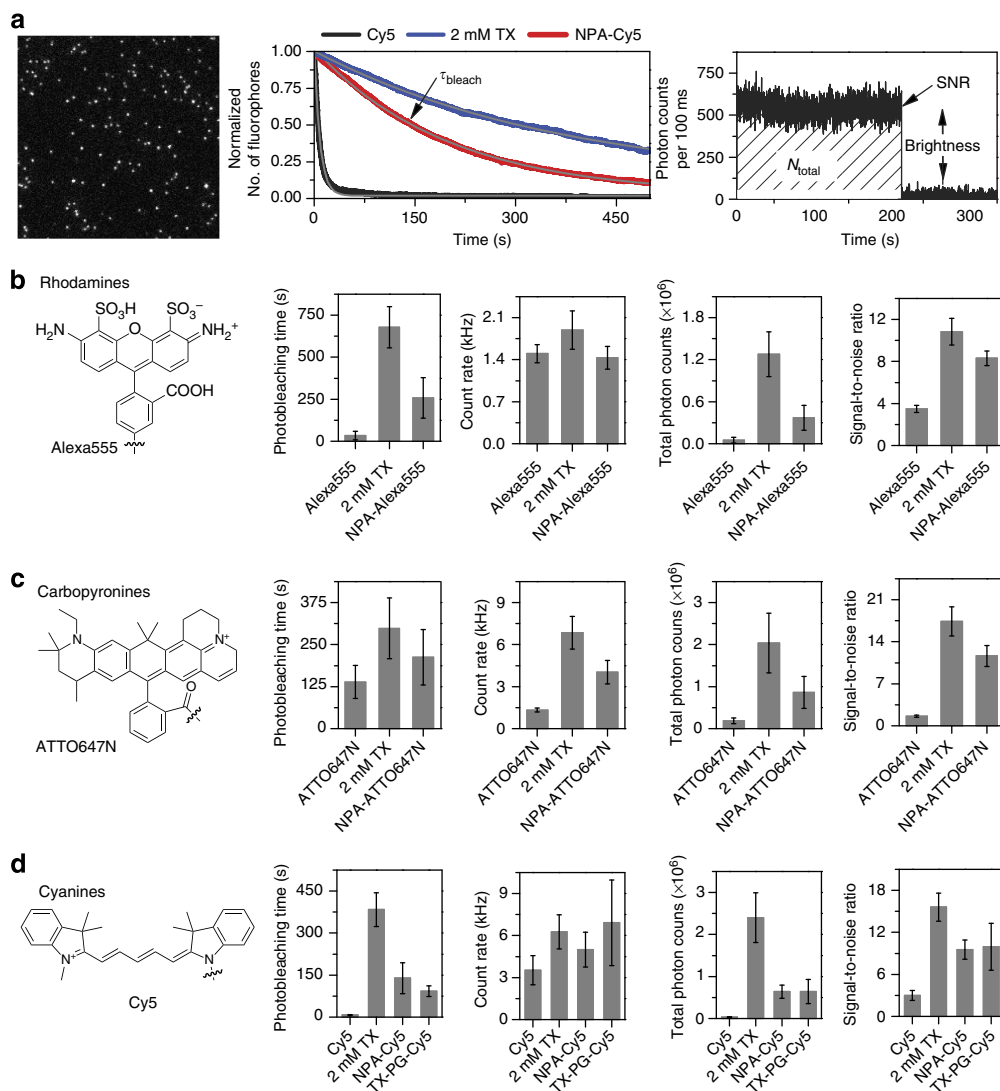 a
Cy5 2 mM TX NPA-Cy5
Normalized
No. of fluorophores
1.00
0.75
0.50
0.25
0.00
τbleach
0 150 300 450
Time (s)
Photon counts
per 100 ms
750
500
250
0
SNR
Brightness
Ntotal
0 100 200 300
Time (s)
b
Rhodamines
SO3H SO3−
H2N O NH2+
COOH
Alexa555
Photobleaching time (s)
750
500
250
0
Alexa555
2 mM TX
NPA-Alexa555
Count rate (kHz)
2.1
1.4
0.7
0.0
Alexa555
2 mM TX
NPA-Alexa555
Total photon counts (×10⁶)
1.8
1.2
0.6
0.0
Alexa555
2 mM TX
NPA-Alexa555
Signal-to-noise ratio
12
8
4
0
Alexa555
2 mM TX
NPA-Alexa555
c
Carbopyronines
N N+
O
ATTO647N
Photobleaching time (s)
375
250
125
0
ATTO647N
2 mM TX
NPA-ATTO647N
Count rate (kHz)
9
6
3
0
ATTO647N
2 mM TX
NPA-ATTO647N
Total photon couns (×10⁶)
3
2
1
0
ATTO647N
2 mM TX
NPA-ATTO647N
Signal-to-noise ratio
21
14
7
0
ATTO647N
2 mM TX
NPA-ATTO647N
d
Cyanines
N+ N
Cy5
Photobleaching time (s)
450
300
150
0
Cy5
2 mM TX
NPA-Cy5
TX-PG-Cy5
Count rate (kHz)
9
6
3
0
Cy5
2 mM TX
NPA-Cy5
TX-PG-Cy5
Total photon couns (×10⁶)
3
2
1
0
Cy5
2 mM TX
NPA-Cy5
TX-PG-Cy5
Signal-to-noise ratio
18
12
6
0
Cy5
2 mM TX
NPA-Cy5
TX-PG-Cy5